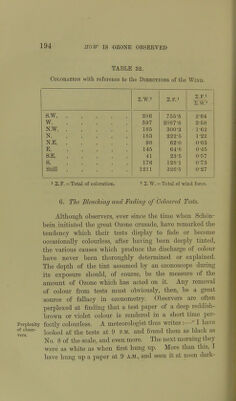 194 HOW IS OZONE OBSERVED
TABLE 32.
Coloration with reference to the Directions of the Wind.
Σ.W.² Σ.F.¹ Σ.F.¹ / Σ.W.²
S.W. 286 755·5 2·64
W. 397
N.W. 185 300·2 1·62
N. 183 222·5 1·22
N.E. 98 62·0 0·63
E. 145 64·6 0·45
S.E. 41 23·5 0·57
S. 176 128·1 0·73
Still 1211 326·5 0·27
¹ Σ.F. = Total of coloration. ² Σ.W. = Total of wind force.
6. The Bleaching and Fading of Coloured Tests.
Although observers, ever since the time when Schön-
bein initiated the great Ozone crusade, have remarked the
tendency which their tests display to fade or become
occasionally colourless, after having been deeply tinted,
the various causes which produce the discharge of colour
have never been thoroughly determined or explained.
The depth of the tint assumed by an ozonoscope during
its exposure should, of course, be the measure of the
amount of Ozone which has acted on it. Any removal
of colour from tests must obviously, then, be a great
source of fallacy in ozonometry. Observers are often
perplexed at finding that a test paper of a deep reddish-
brown or violet colour is rendered in a short time per-
Perplexity of obser- vers.
fectly colourless. A meteorologist thus writes:—"I have
looked at the tests at 9 P.M. and found them as black as
No. 8 of the scale, and even more. The next morning they
were as white as when first hung up. More than this, I
have hung up a paper at 9 A.M., and seen it at noon dark-